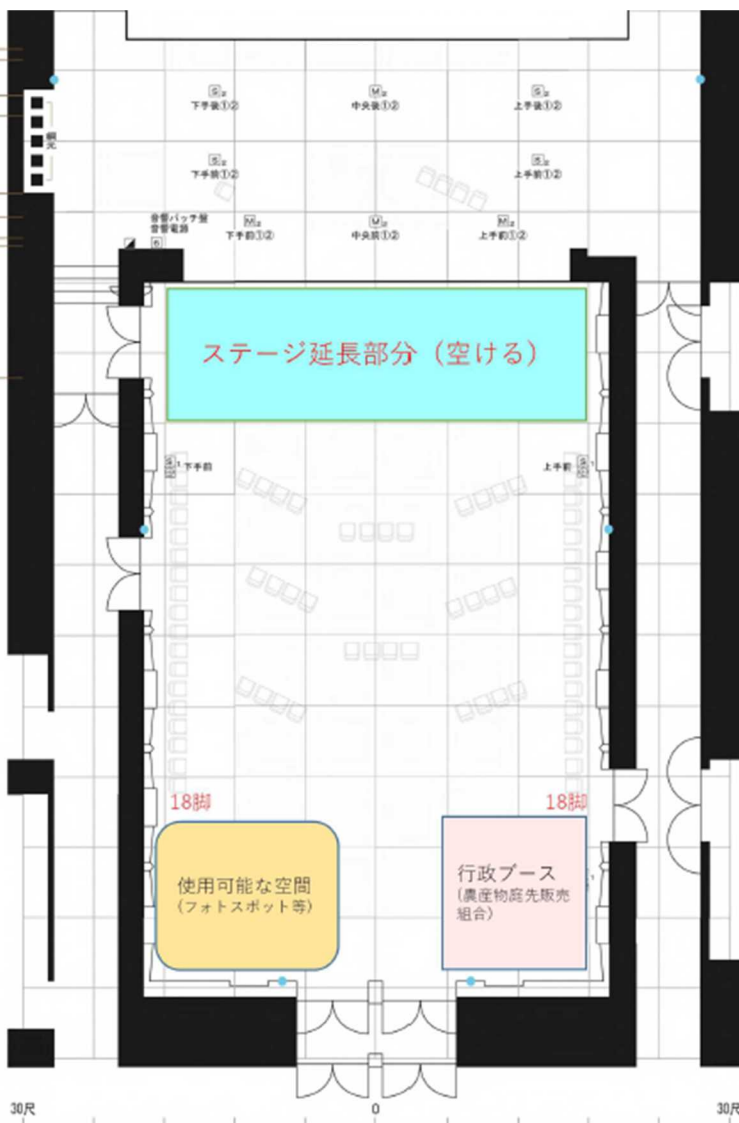 下手後①②
中央後①②
上手後①②
下手前①②
上手前①②
音響パッチ盤
音響電源
下手前①②
中央前①②
上手前①②
ステージ延長部分（空ける）
下手前
上手前
18脚
18脚
使用可能な空間
(フォトスポット等)
行政ブース
(農産物庭先販売
組合)
30尺
0
30尺